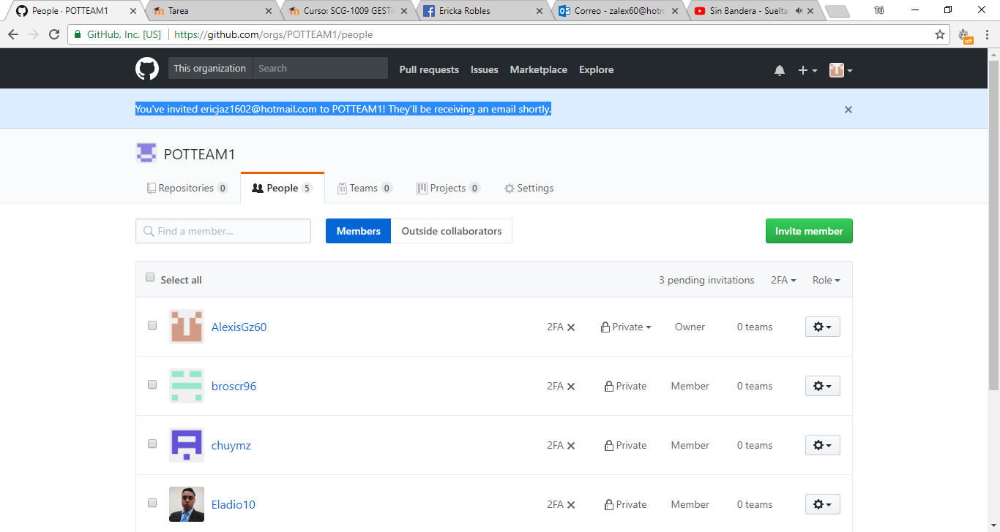 People · POTTEAM1
Tarea
Curso: SCG-1009 GESTI
Ericka Robles
Correo - zalex60@hotm
Sin Bandera - Suelta
Tú
GitHub, Inc. [US]
https://github.com/orgs/POTTEAM1/people
off
This organization
Search
Pull requests
Issues
Marketplace
Explore
You've invited ericjaz1602@hotmail.com to POTTEAM1! They'll be receiving an email shortly.
POTTEAM1
Repositories 0
People 5
Teams 0
Projects 0
Settings
Find a member...
Members
Outside collaborators
Invite member
Select all
3 pending invitations
2FA
Role
AlexisGz60
2FA
Private
Owner
0 teams
broscr96
2FA
Private
Member
0 teams
chuymz
2FA
Private
Member
0 teams
Eladio10
2FA
Private
Member
0 teams